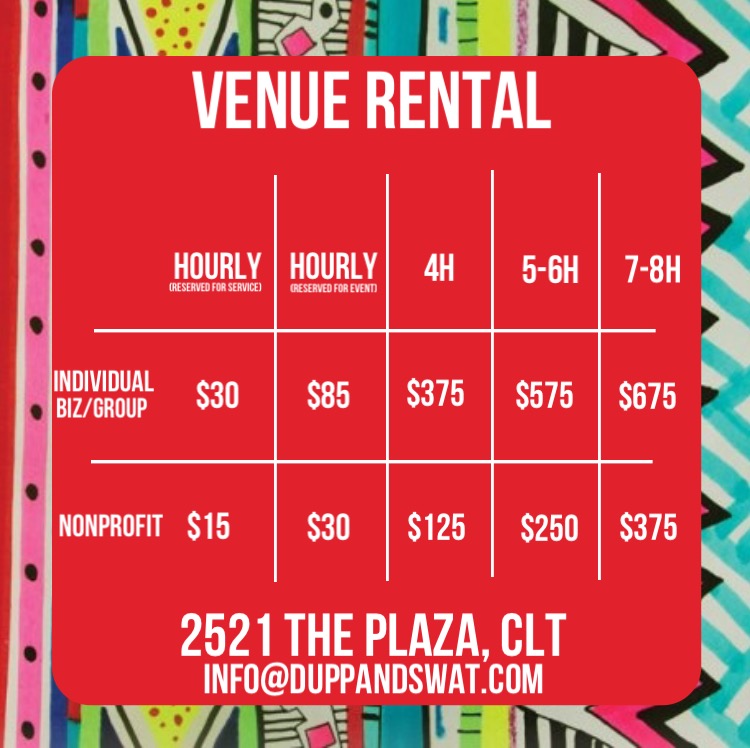 VENUE RENTAL
HOURLY HOURLY 4H 5-6H 7-8H
(RESERVED FOR SERVICE) (RESERVED FOR EVENT)
INDIVIDUAL
BIZ/GROUP $30 $85 $375 $575 $675
NONPROFIT $15 $30 $125 $250 $375
2521 THE PLAZA, CLT
INFO@DUPPANDSWAT.COM